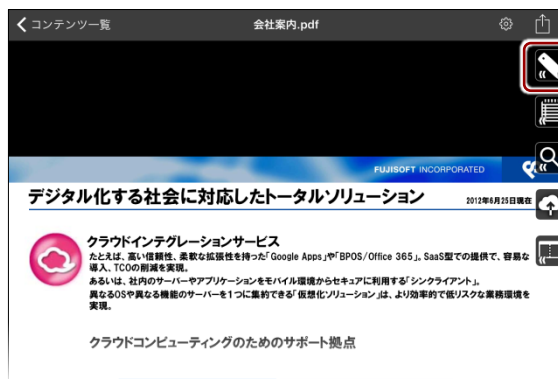 コンテンツ一覧
会社案内.pdf
FUJISOFT INCORPORATED
デジタル化する社会に対応したトータルソリューション
2012年6月25日現在
クラウドインテグレーションサービス
たとえば、高い信頼性、柔軟な拡張性を持った「Google Apps」や「BPOS/Office 365」。SaaS型での提供で、容易な
導入、TCOの削減を実現。
あるいは、社内のサーバーやアプリケーションをモバイル環境からセキュアに利用する「シンクライアント」。
異なるOSや異なる機能のサーバーを1つに集約できる「仮想化ソリューション」は、より効率的で低リスクな業務環境を
実現。
クラウドコンピューティングのためのサポート拠点